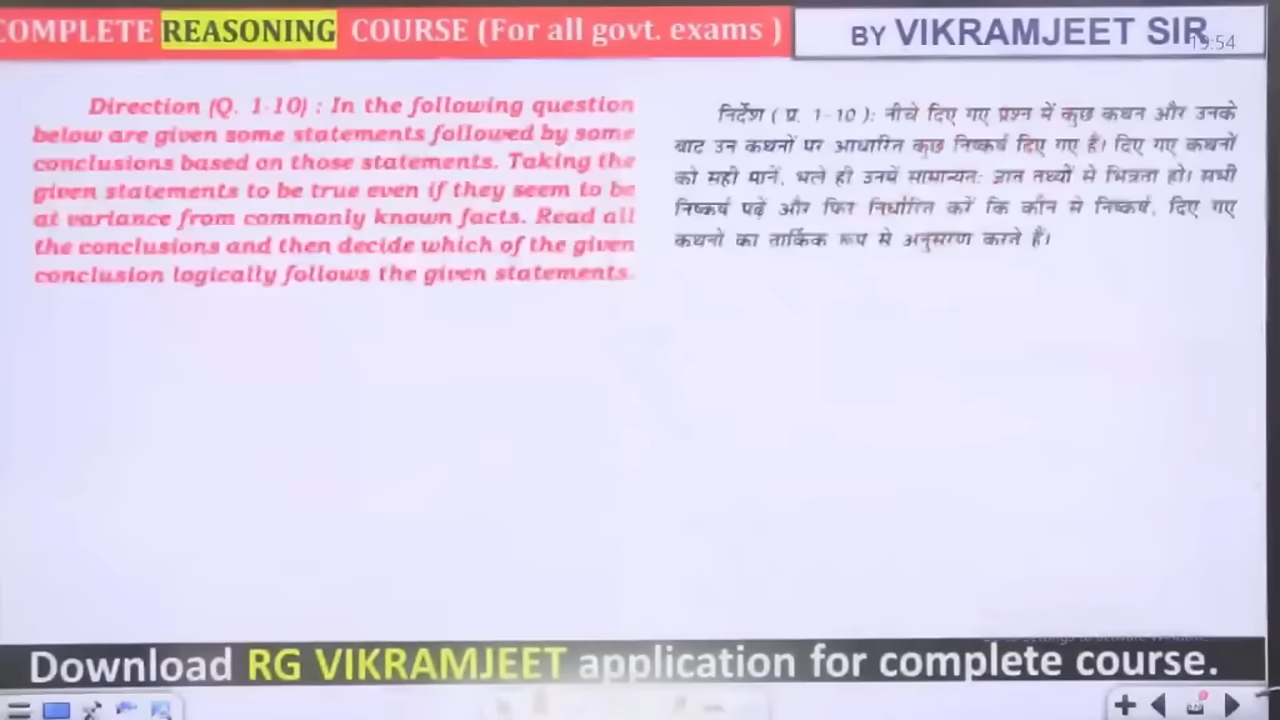 COMPLETE REASONING COURSE (For all govt. exams )
BY VIKRAMJEET SIR
19:54
Direction (Q. 1-10) : In the following question
below are given some statements followed by some
conclusions based on those statements. Taking the
given statements to be true even if they seem to be
at variance from commonly known facts. Read all
the conclusions and then decide which of the given
conclusion logically follows the given statements.
निर्देश ( प्र. 1-10 ): नीचे दिए गए प्रश्न में कुछ कथन और उनके
बाद उन कथनों पर आधारित कुछ निष्कर्ष दिए गए हैं। दिए गए कथनों
को सही मानें, भले ही उनमें सामान्यत: ज्ञात तथ्यों से भिन्नता हो। सभी
निष्कर्ष पढ़ें और फिर निर्धारित करें कि कौन से निष्कर्ष, दिए गए
कथनों का तार्किक रूप से अनुसरण करते हैं।
Download RG VIKRAMJEET application for complete course.